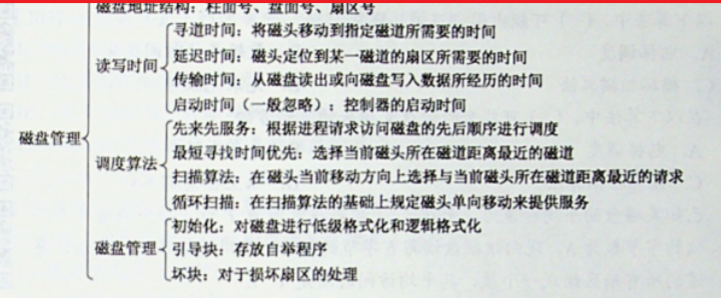 磁盘地址结构：柱面号、盘面号、扇区号
寻道时间：将磁头移动到指定磁道所需要的时间
读写时间
延迟时间：磁头定位到某一磁道的扇区所需要的时间
传输时间：从磁盘读出或向磁盘写入数据所经历的时间
启动时间（一般忽略）：控制器的启动时间
磁盘管理
先来先服务：根据进程请求访问磁盘的先后顺序进行调度
调度算法
最短寻找时间优先：选择当前磁头所在磁道距离最近的磁道
扫描算法：在磁头当前移动方向上选择与当前磁头所在磁道距离最近的请求
循环扫描：在扫描算法的基础上规定磁头单向移动来提供服务
初始化：对磁盘进行低级格式化和逻辑格式化
磁盘管理
引导块：存放自举程序
坏块：对于损坏扇区的处理